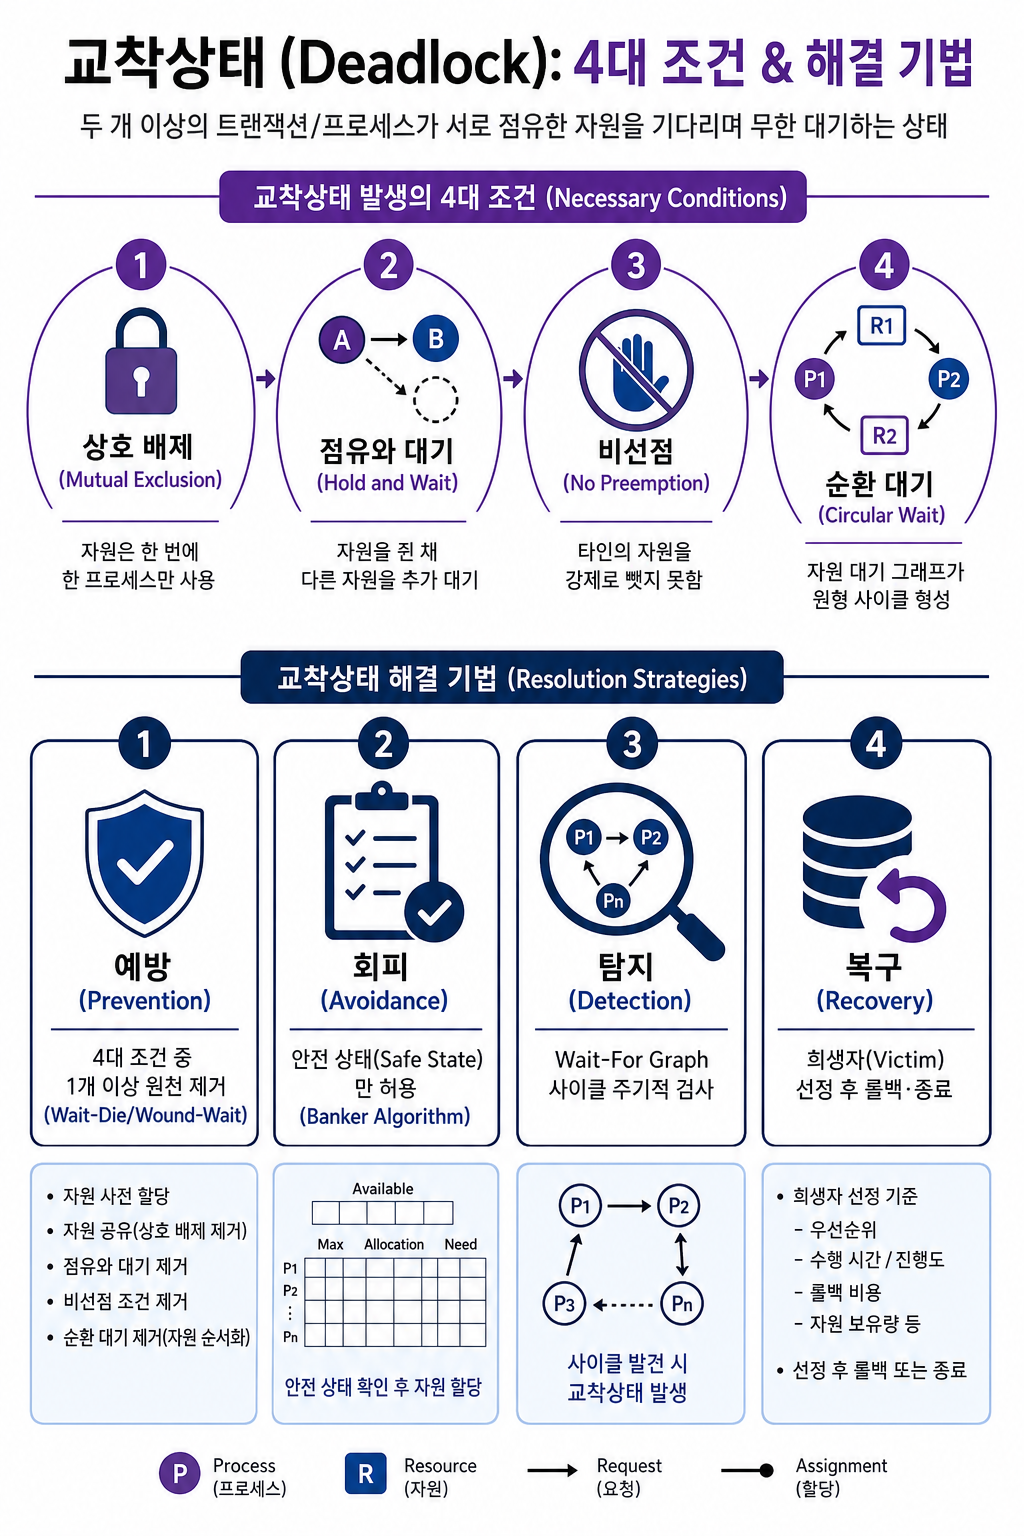 교착상태 (Deadlock): 4대 조건 & 해결 기법
두 개 이상의 트랜잭션/프로세스가 서로 점유한 자원을 기다리며 무한 대기하는 상태
교착상태 발생의 4대 조건 (Necessary Conditions)
1
상호 배제
(Mutual Exclusion)
자원은 한 번에
한 프로세스만 사용
2
A
B
점유와 대기
(Hold and Wait)
자원을 쥔 채
다른 자원을 추가 대기
3
비선점
(No Preemption)
타인의 자원을
강제로 뺏지 못함
4
R1
P1
P2
R2
순환 대기
(Circular Wait)
자원 대기 그래프가
원형 사이클 형성
교착상태 해결 기법 (Resolution Strategies)
1
예방
(Prevention)
4대 조건 중
1개 이상 원천 제거
(Wait-Die/Wound-Wait)
2
회피
(Avoidance)
안전 상태(Safe State)
만 허용
(Banker Algorithm)
3
P1
P2
Pn
탐지
(Detection)
Wait-For Graph
사이클 주기적 검사
4
복구
(Recovery)
희생자(Victim)
선정 후 롤백·종료
• 자원 사전 할당
• 자원 공유(상호 배제 제거)
• 점유와 대기 제거
• 비선점 조건 제거
• 순환 대기 제거(자원 순서화)
Available
Max Allocation Need
P1
P2
⋮
Pn
안전 상태 확인 후 자원 할당
P1
P2
P3
Pn
사이클 발견 시
교착상태 발생
• 희생자 선정 기준
– 우선순위
– 수행 시간 / 진행도
– 롤백 비용
– 자원 보유량 등
• 선정 후 롤백 또는 종료
P
Process
(프로세스)
R
Resource
(자원)
Request
(요청)
Assignment
(할당)